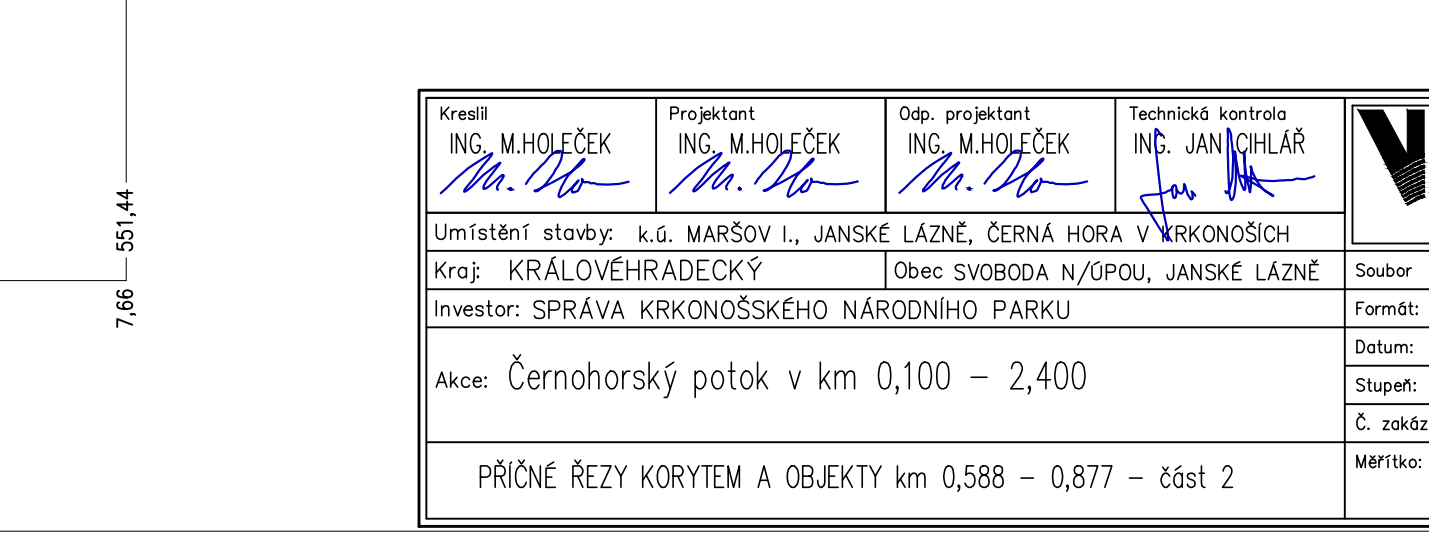 551,44
7,66
Kreslil Projektant Odp. projektant Technická kontrola
ING. M.HOLEČEK ING. M.HOLEČEK ING. M.HOLEČEK ING. JAN CIHLÁŘ
Umístění stavby: k.ú. MARŠOV I., JANSKÉ LÁZNĚ, ČERNÁ HORA V KRKONOŠÍCH
Kraj: KRÁLOVÉHRADECKÝ Obec SVOBODA N/ÚPOU, JANSKÉ LÁZNĚ Soubor
Investor: SPRÁVA KRKONOŠSKÉHO NÁRODNÍHO PARKU Formát:
Datum:
Akce: Černohorský potok v km 0,100 – 2,400 Stupeň:
Č. zakáz
PŘÍČNÉ ŘEZY KORYTEM A OBJEKTY km 0,588 – 0,877 – část 2 Měřítko: